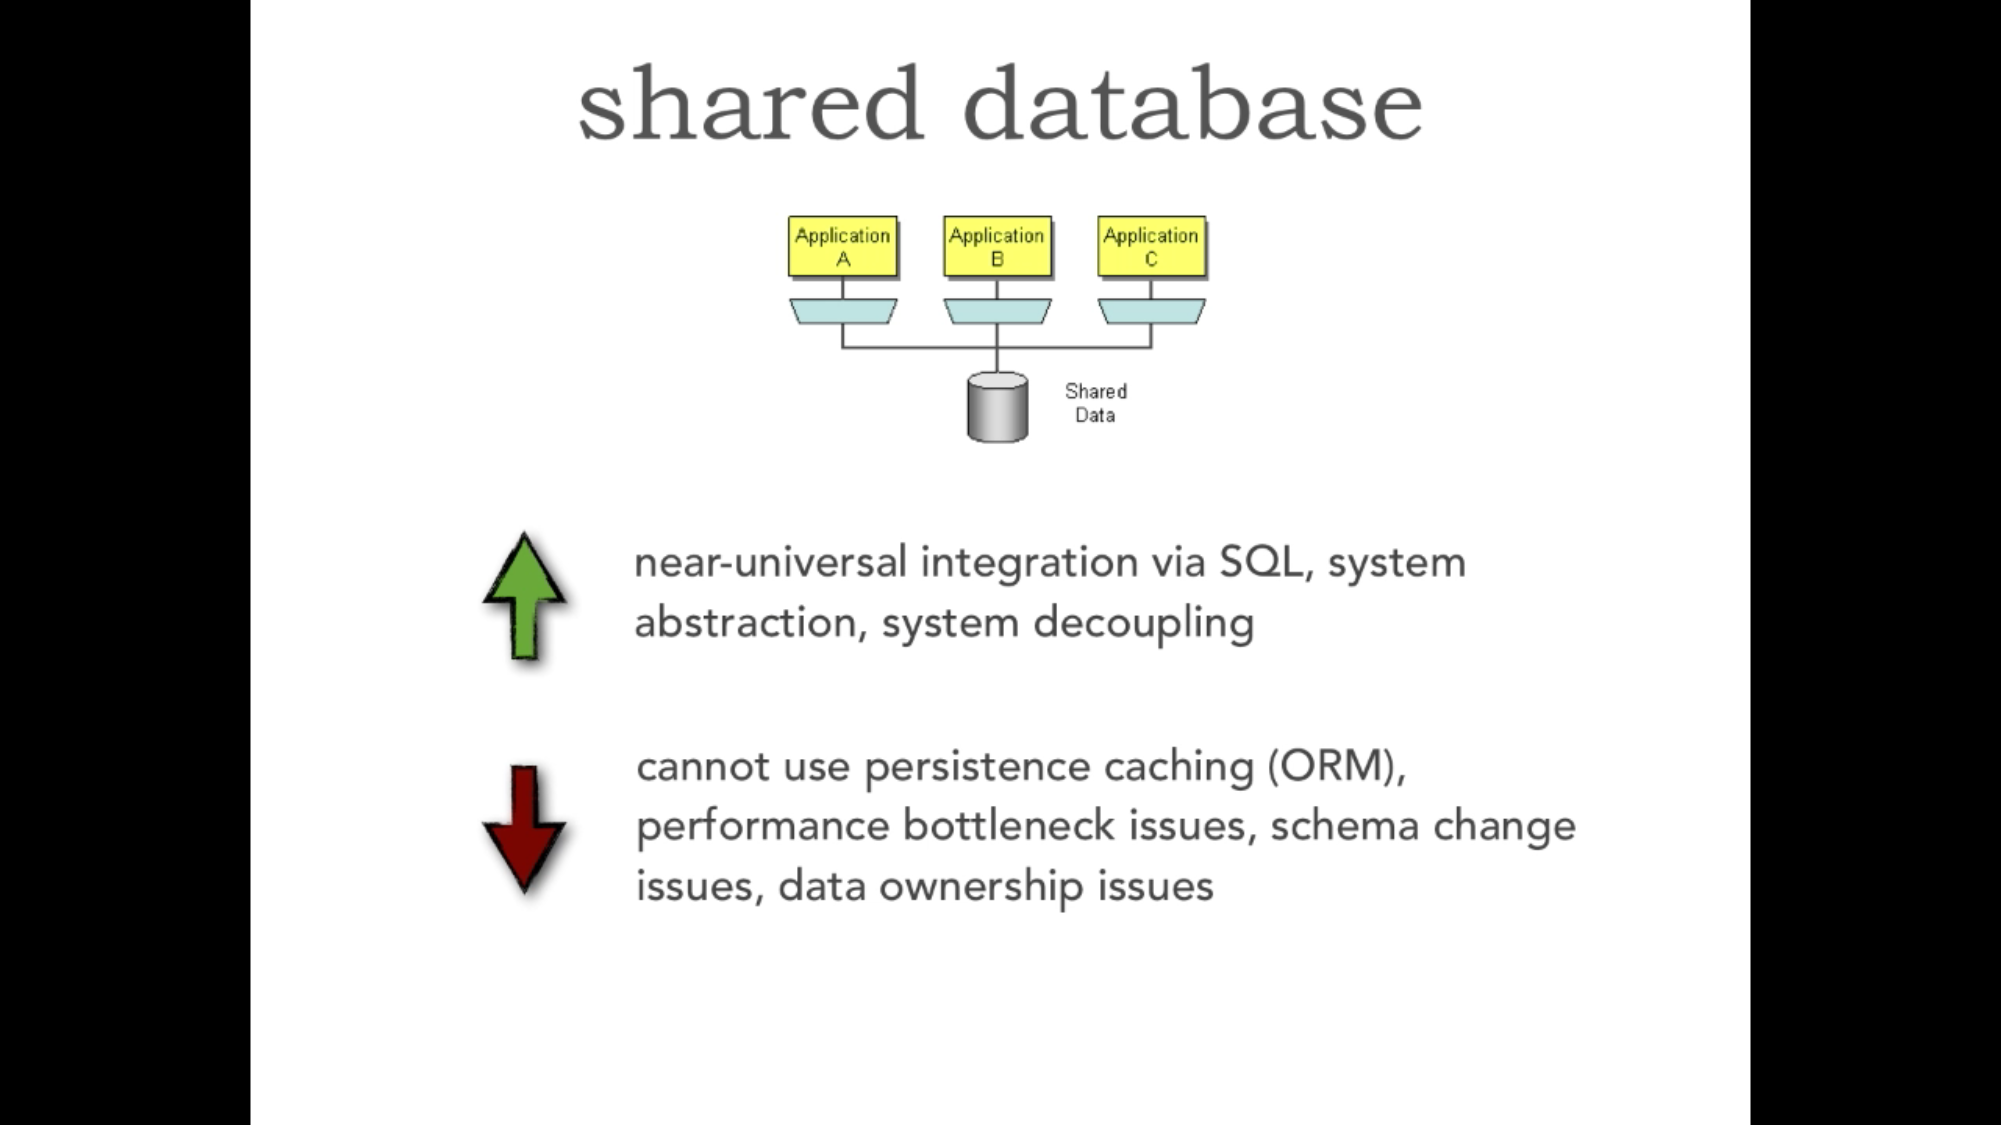 shared database
Application
A
Application
B
Application
C
Shared
Data
near-universal integration via SQL, system
abstraction, system decoupling
cannot use persistence caching (ORM),
performance bottleneck issues, schema change
issues, data ownership issues